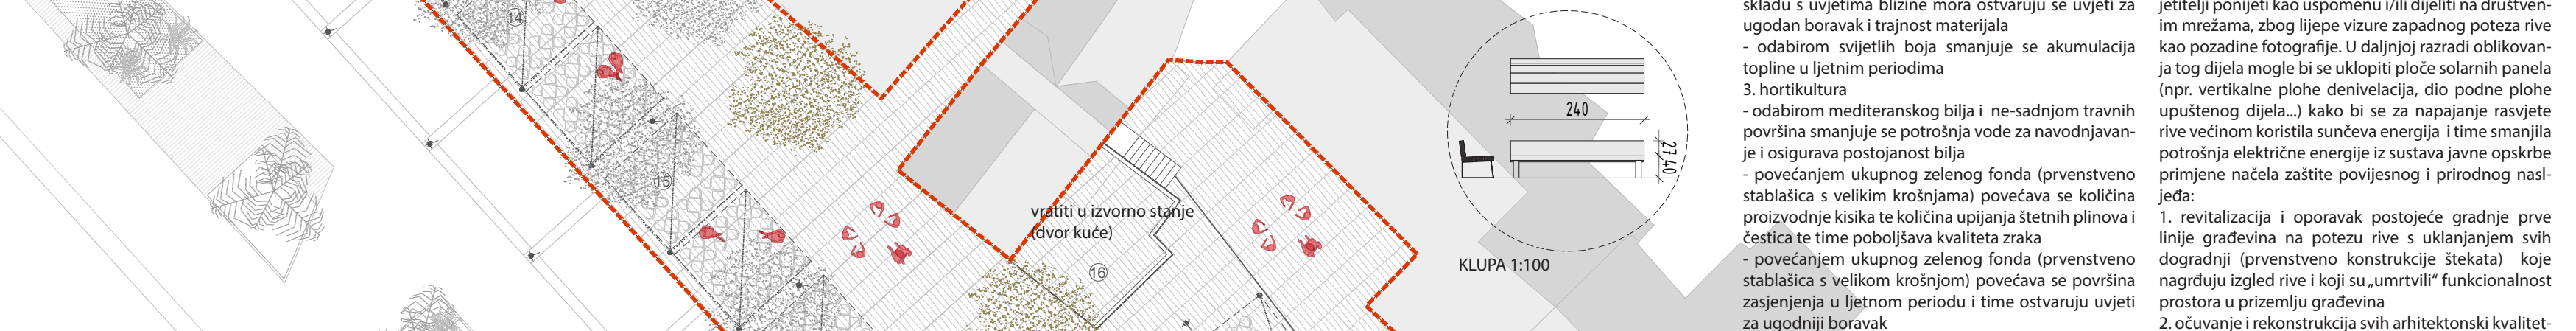 14
15
vratiti u izvorno stanje
(dvor kuće)
16
240
27 40
KLUPA 1:100
skladu s uvjetima blizine mora ostvaruju se uvjeti za
ugodan boravak i trajnost materijala
- odabirom svijetlih boja smanjuje se akumulacija
topline u ljetnim periodima
3. hortikultura
- odabirom mediteranskog bilja i ne-sadnjom travnih
površina smanjuje se potrošnja vode za navodnjavan-
je i osigurava postojanost bilja
- povećanjem ukupnog zelenog fonda (prvenstveno
stablašica s velikim krošnjama) povećava se količina
proizvodnje kisika te količina upijanja štetnih plinova i
čestica te time poboljšava kvaliteta zraka
- povećanjem ukupnog zelenog fonda (prvenstveno
stablašica s velikom krošnjom) povećava se površina
zasjenjenja u ljetnom periodu i time ostvaruju uvjeti
za ugodniji boravak
jetitelji ponijeti kao uspomenu i/ili dijeliti na društven-
im mrežama, zbog lijepe vizure zapadnog poteza rive
kao pozadine fotografije. U daljnjoj razradi oblikovan-
ja tog dijela mogle bi se uklopiti ploče solarnih panela
(npr. vertikalne plohe denivelacija, dio podne plohe
upuštenog dijela...) kako bi se za napajanje rasvjete
rive većinom koristila sunčeva energija i time smanjila
potrošnja električne energije iz sustava javne opskrbe
primjene načela zaštite povijesnog i prirodnog nasl-
jeđa:
1. revitalizacija i oporavak postojeće gradnje prve
linije građevina na potezu rive s uklanjanjem svih
dogradnji (prvenstveno konstrukcije štekata) koje
nagrđuju izgled rive i koji su „umrtvili“ funkcionalnost
prostora u prizemlju građevina
2. očuvanje i rekonstrukcija svih arhitektonski kvalitet-